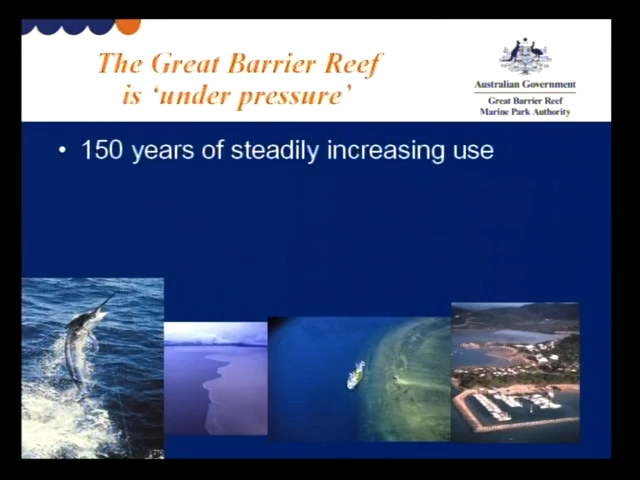 The Great Barrier Reef
is ‘under pressure’
Australian Government
Great Barrier Reef
Marine Park Authority
• 150 years of steadily increasing use